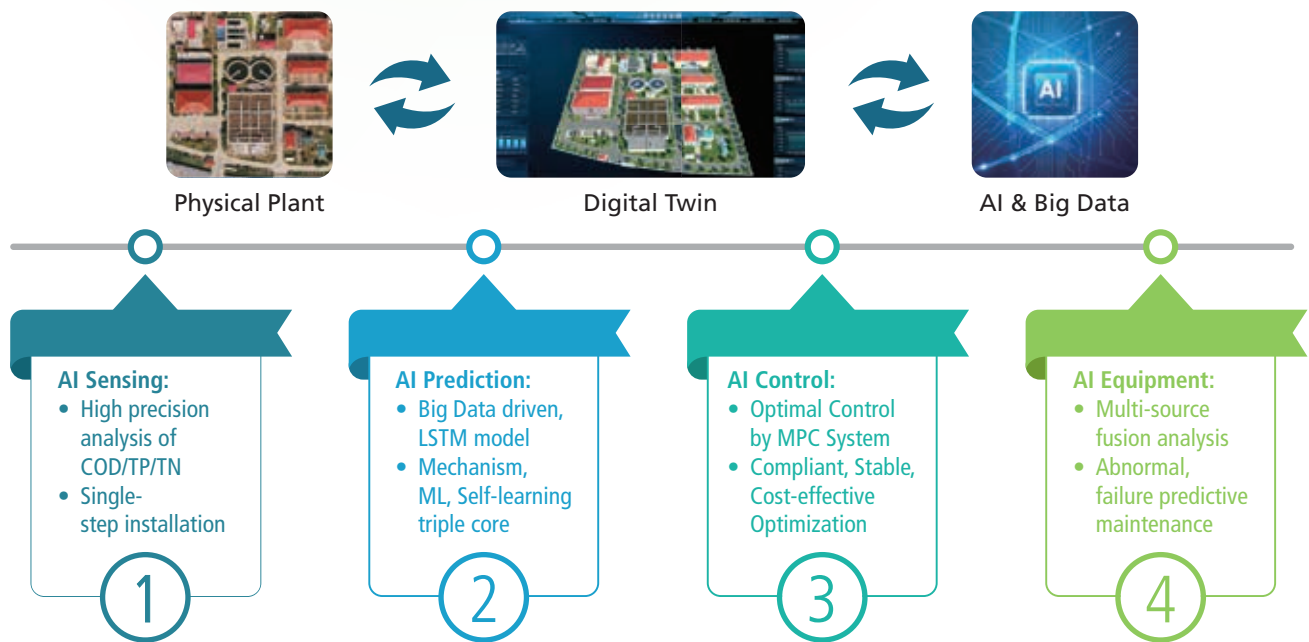 AI
Physical Plant
Digital Twin
AI & Big Data
AI Sensing:
• High precision
analysis of
COD/TP/TN
• Single-
step installation
1
AI Prediction:
• Big Data driven,
LSTM model
• Mechanism,
ML, Self-learning
triple core
2
AI Control:
• Optimal Control
by MPC System
• Compliant, Stable,
Cost-effective
Optimization
3
AI Equipment:
• Multi-source
fusion analysis
• Abnormal,
failure predictive
maintenance
4